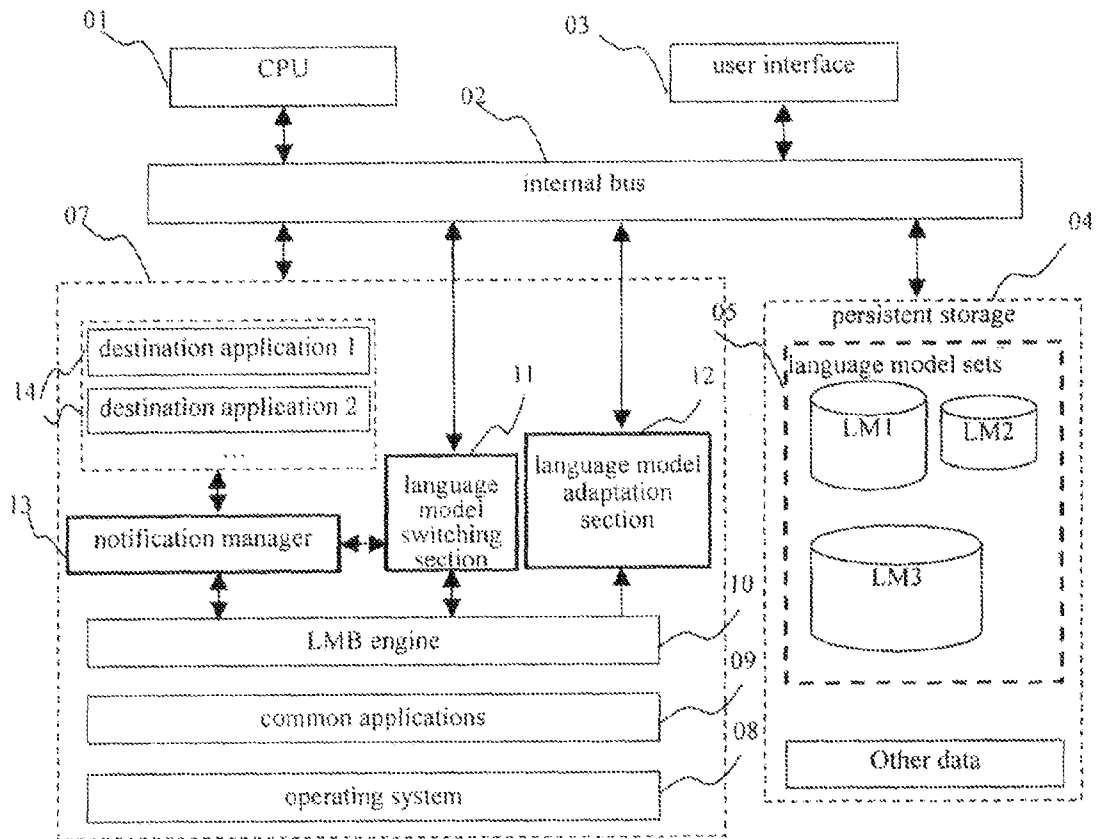 01
CPU
03
user interface
02
internal bus
07
04
05
persistent storage
language model sets
LM1
LM2
LM3
Other data
destination application 1
14
destination application 2
...
11
12
language
model
switching
section
language model
adaptation
section
13
notification manager
10
LMB engine
09
common applications
08
operating system